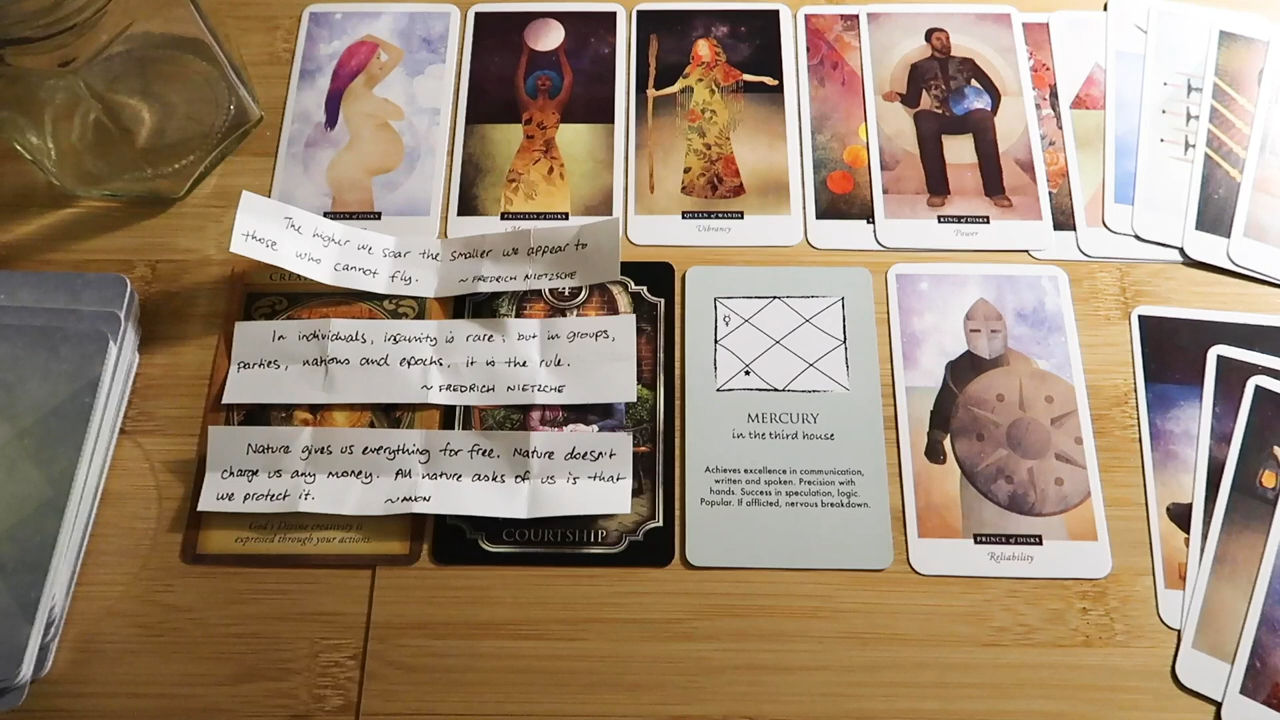 QUEEN of DISKS
PRINCESS of DISKS
QUEEN of WANDS
Vibrancy
KING of DISKS
Power
The higher we soar the smaller we appear to
those who cannot fly.
~ FREDRICH NIETZSCHE
4
In individuals, insanity is rare; but in groups,
parties, nations and epochs, it is the rule.
~ FREDRICH NIETZCHE
Nature gives us everything for free. Nature doesn't
charge us any money. All nature asks of us is that
we protect it.
~ ANON
God's Divine creativity is
expressed through your actions.
COURTSHIP
MERCURY
in the third house
Achieves excellence in communication,
written and spoken. Precision with
hands. Success in speculation, logic.
Popular. If afflicted, nervous breakdown.
PRINCE of DISKS
Reliability